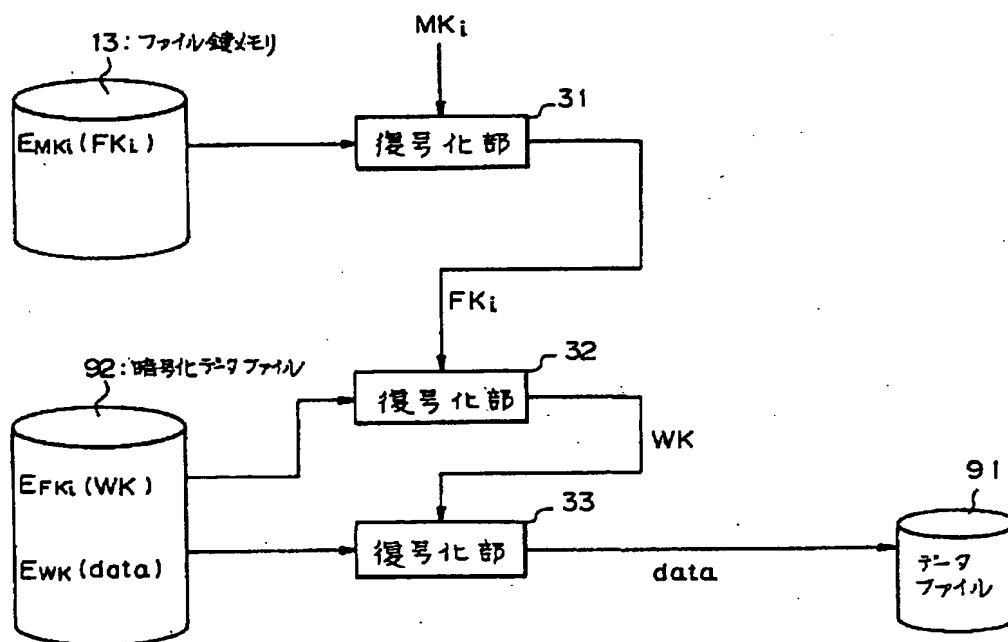 MKi
13:ファイル鍵メモリ
31
EMKi(FKi)
復号化部
FKi
32
92:暗号化データファイル
復号化部
WK
91
EFKi(WK)
33
復号化部
EWK(data)
data
データ
ファイル